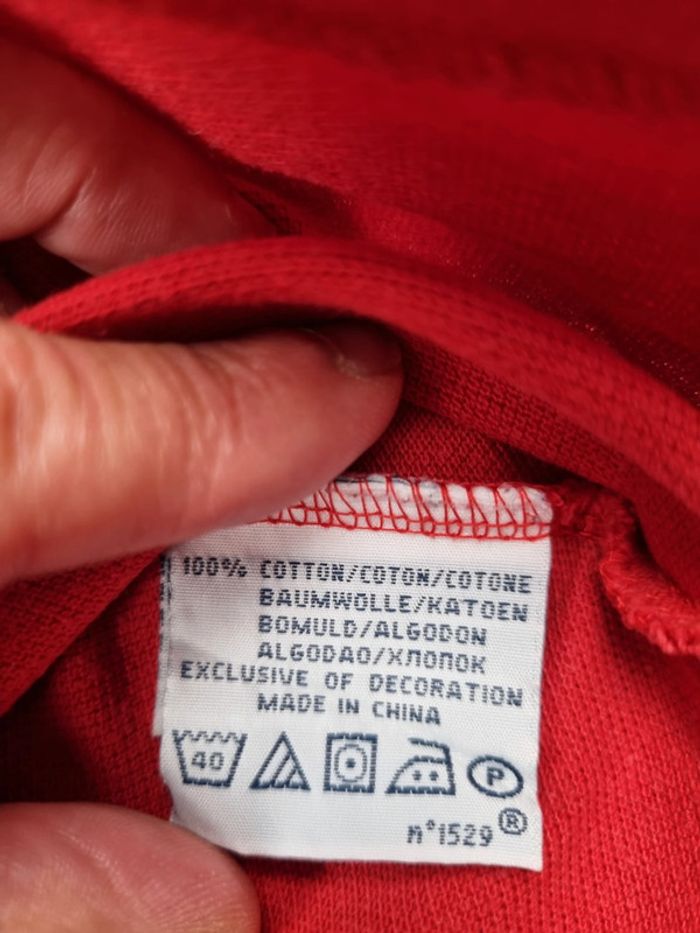 100% COTTON/COTON/COTONE
BAUMWOLLE/KATOEN
BOMULD/ALGODON
ALGODAO/ХЛОПОК
EXCLUSIVE OF DECORATION
MADE IN CHINA
40 P
n°1529®